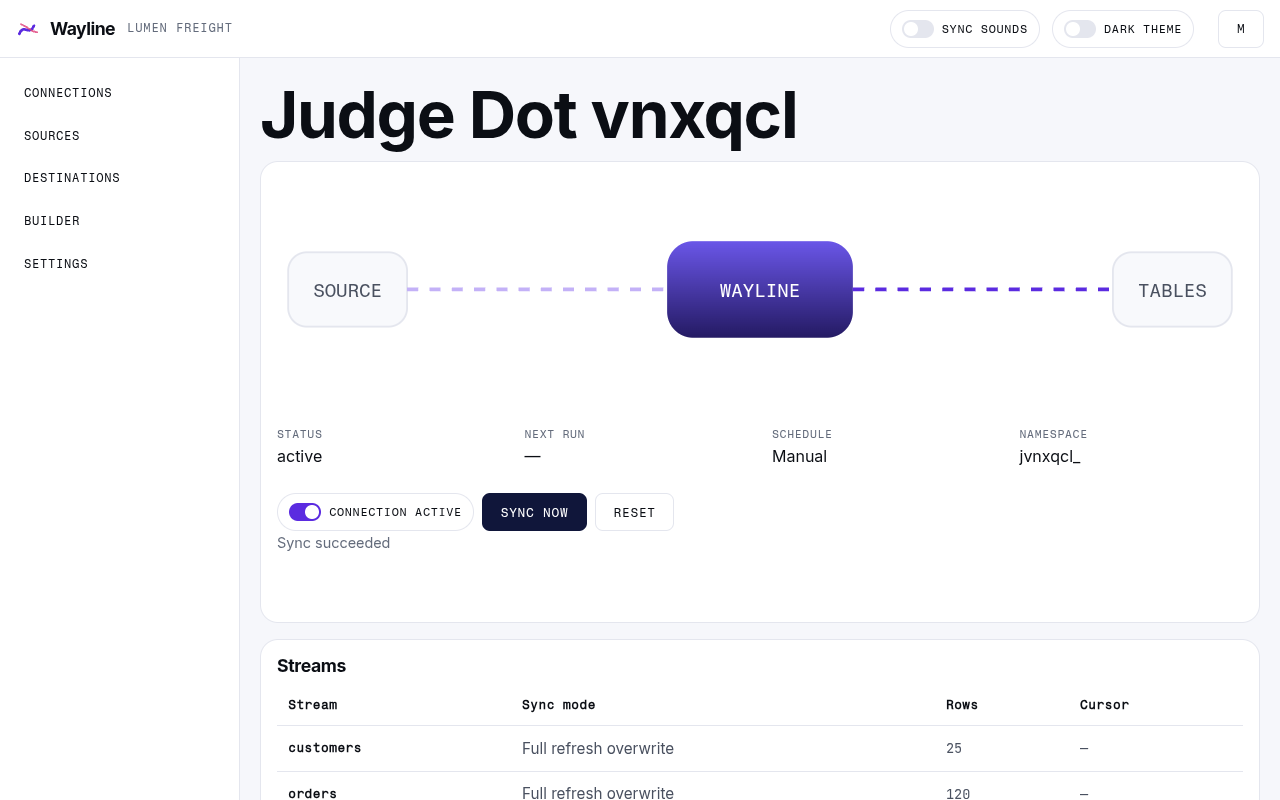 Wayline LUMEN FREIGHT SYNC SOUNDS DARK THEME M
CONNECTIONS
SOURCES
DESTINATIONS
BUILDER
SETTINGS
Judge Dot vnxqcl
SOURCE WAYLINE TABLES
STATUS NEXT RUN SCHEDULE NAMESPACE
active — Manual jvnxqcl_
CONNECTION ACTIVE SYNC NOW RESET
Sync succeeded
Streams
Stream Sync mode Rows Cursor
customers Full refresh overwrite 25 —
orders Full refresh overwrite 120 —